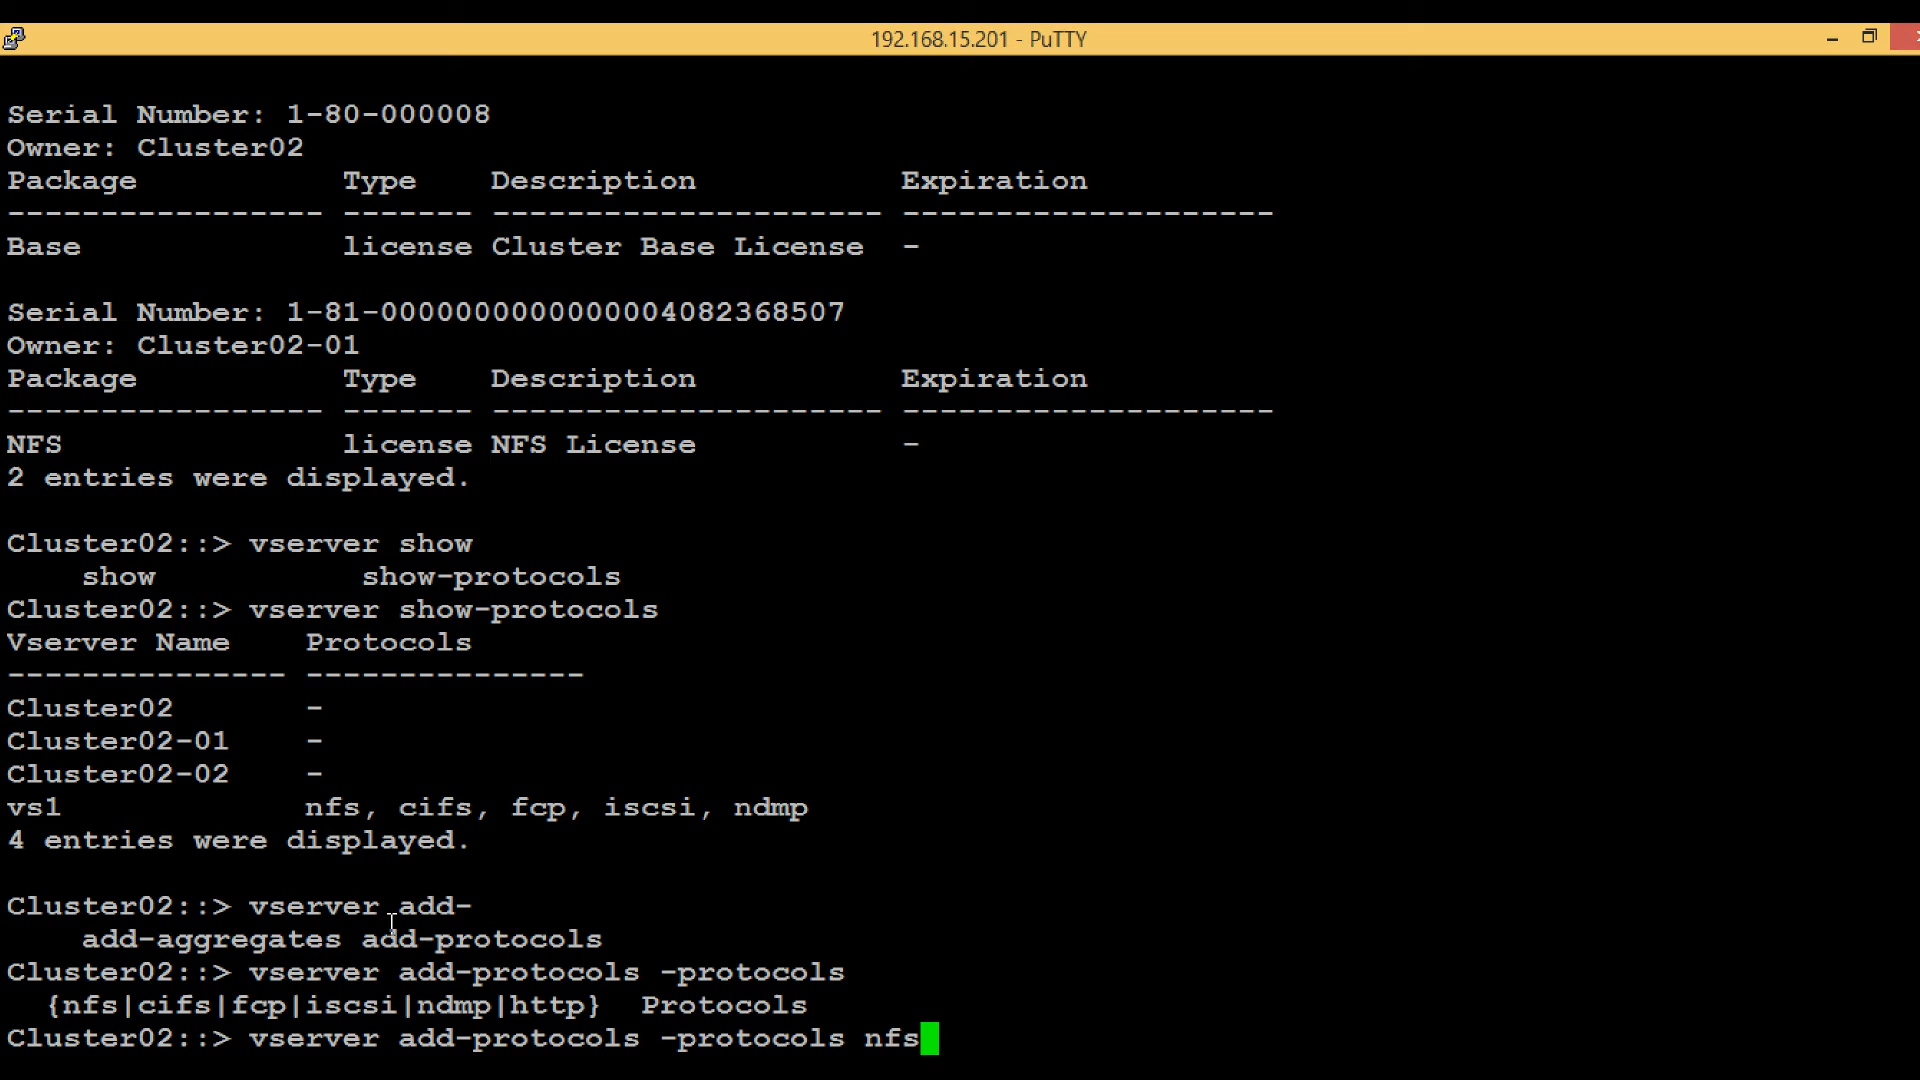 192.168.15.201 - PuTTY
Serial Number: 1-80-000008
Owner: Cluster02
Package Type Description Expiration
----------------- ------- --------------------- --------------------
Base license Cluster Base License -
Serial Number: 1-81-0000000000000004082368507
Owner: Cluster02-01
Package Type Description Expiration
----------------- ------- --------------------- --------------------
NFS license NFS License -
2 entries were displayed.
Cluster02::> vserver show
show show-protocols
Cluster02::> vserver show-protocols
Vserver Name Protocols
--------------- ---------------
Cluster02 -
Cluster02-01 -
Cluster02-02 -
vs1 nfs, cifs, fcp, iscsi, ndmp
4 entries were displayed.
Cluster02::> vserver add-
add-aggregates add-protocols
Cluster02::> vserver add-protocols -protocols
{nfs|cifs|fcp|iscsi|ndmp|http} Protocols
Cluster02::> vserver add-protocols -protocols nfs